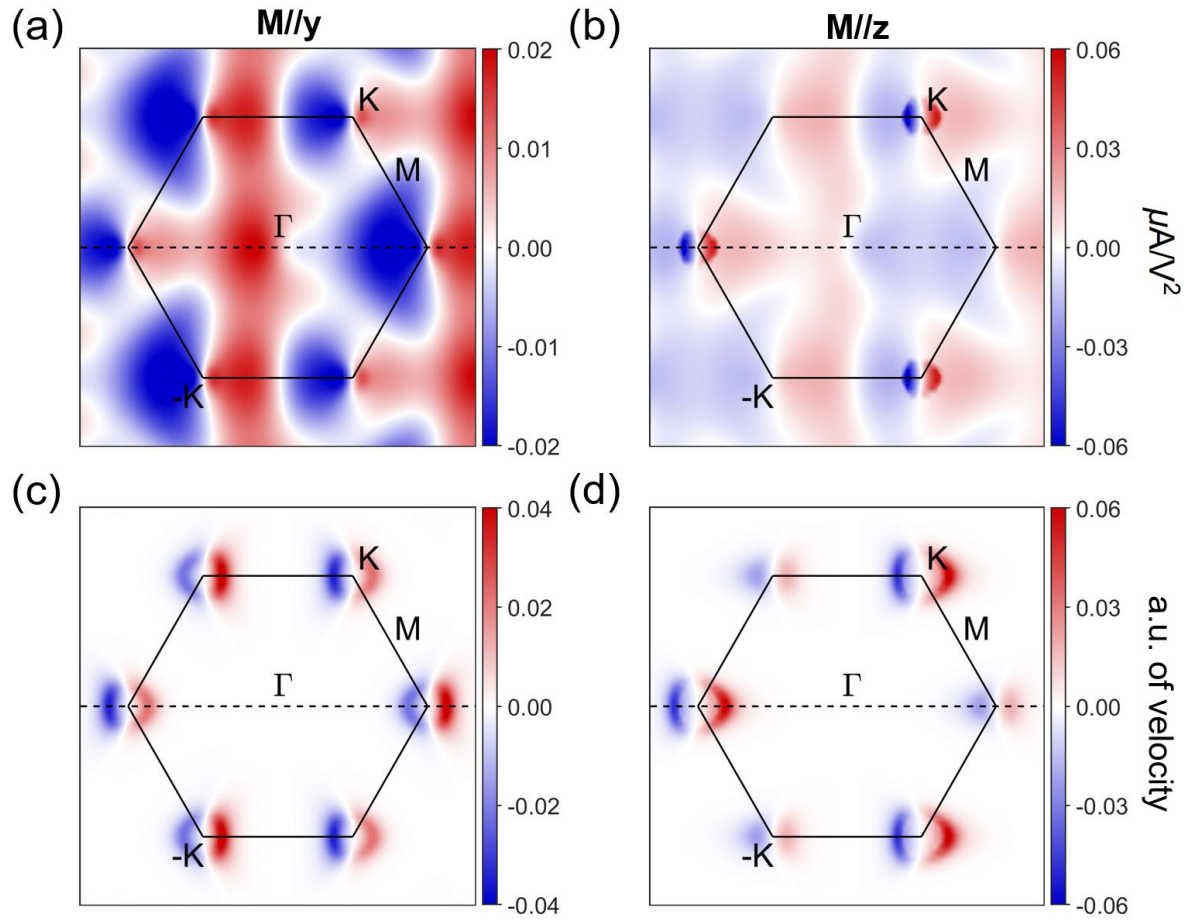 M//y
M//z
(a)
K
M
Γ
-K
0.02
0.01
0.00
-0.01
-0.02
(b)
K
M
Γ
-K
0.06
0.03
0.00
-0.03
-0.06
μA/V²
(c)
K
M
Γ
-K
0.04
0.02
0.00
-0.02
-0.04
(d)
K
M
Γ
-K
0.06
0.03
0.00
-0.03
-0.06
a.u. of velocity